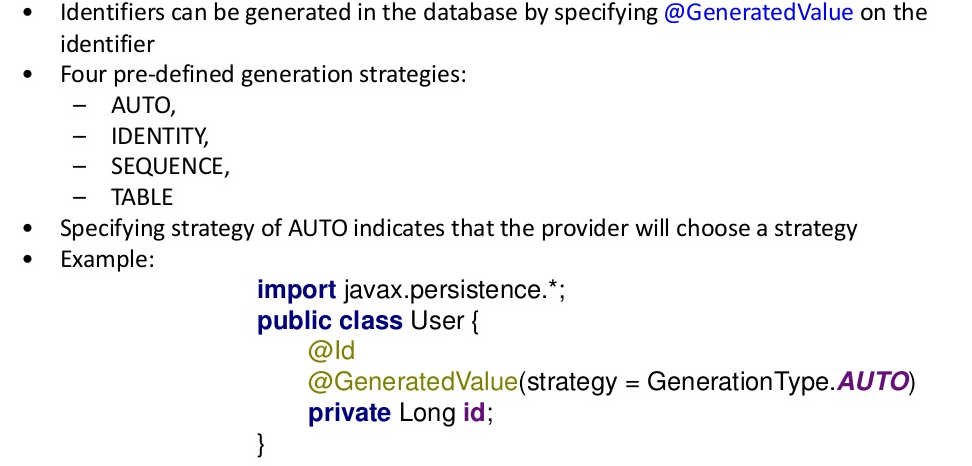 • Identifiers can be generated in the database by specifying @GeneratedValue on the
identifier
• Four pre-defined generation strategies:
– AUTO,
– IDENTITY,
– SEQUENCE,
– TABLE
• Specifying strategy of AUTO indicates that the provider will choose a strategy
• Example:
import javax.persistence.*;
public class User {
@Id
@GeneratedValue(strategy = GenerationType.AUTO)
private Long id;
}